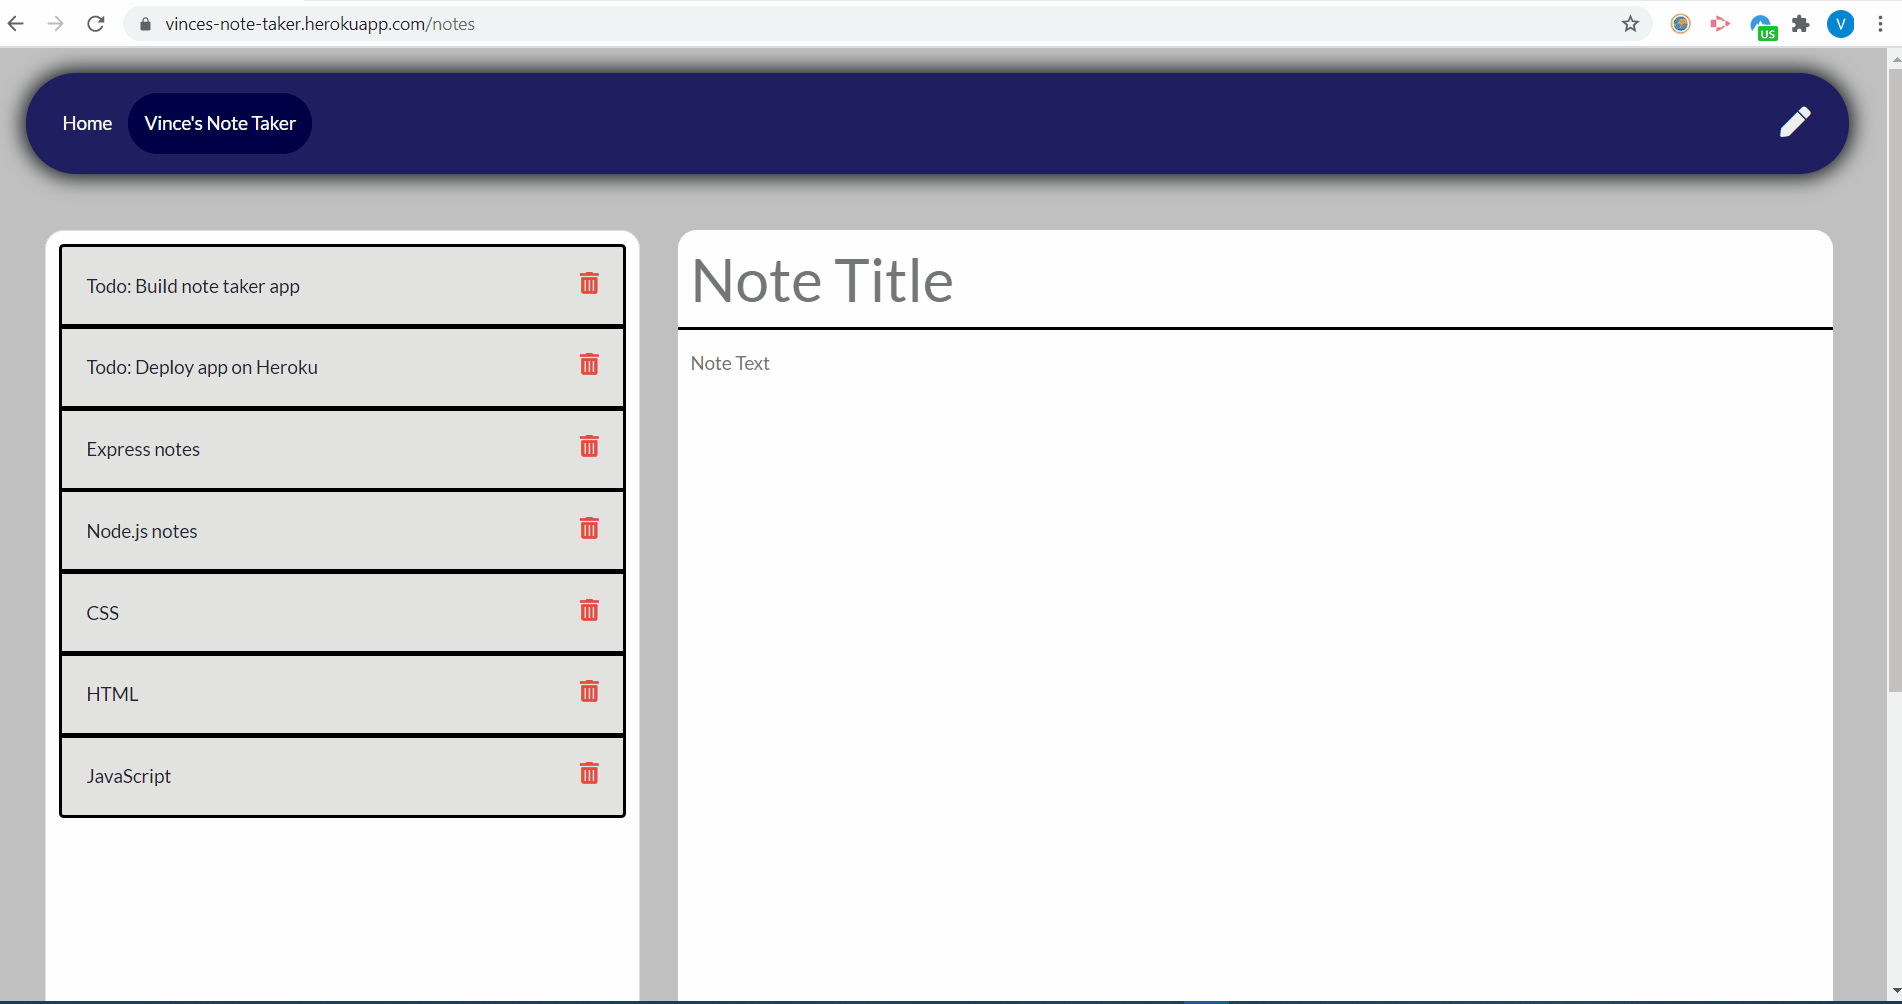 vinces-note-taker.herokuapp.com/notes
US
V
Home Vince's Note Taker
Todo: Build note taker app
Todo: Deploy app on Heroku
Express notes
Node.js notes
CSS
HTML
JavaScript
Note Title
Note Text